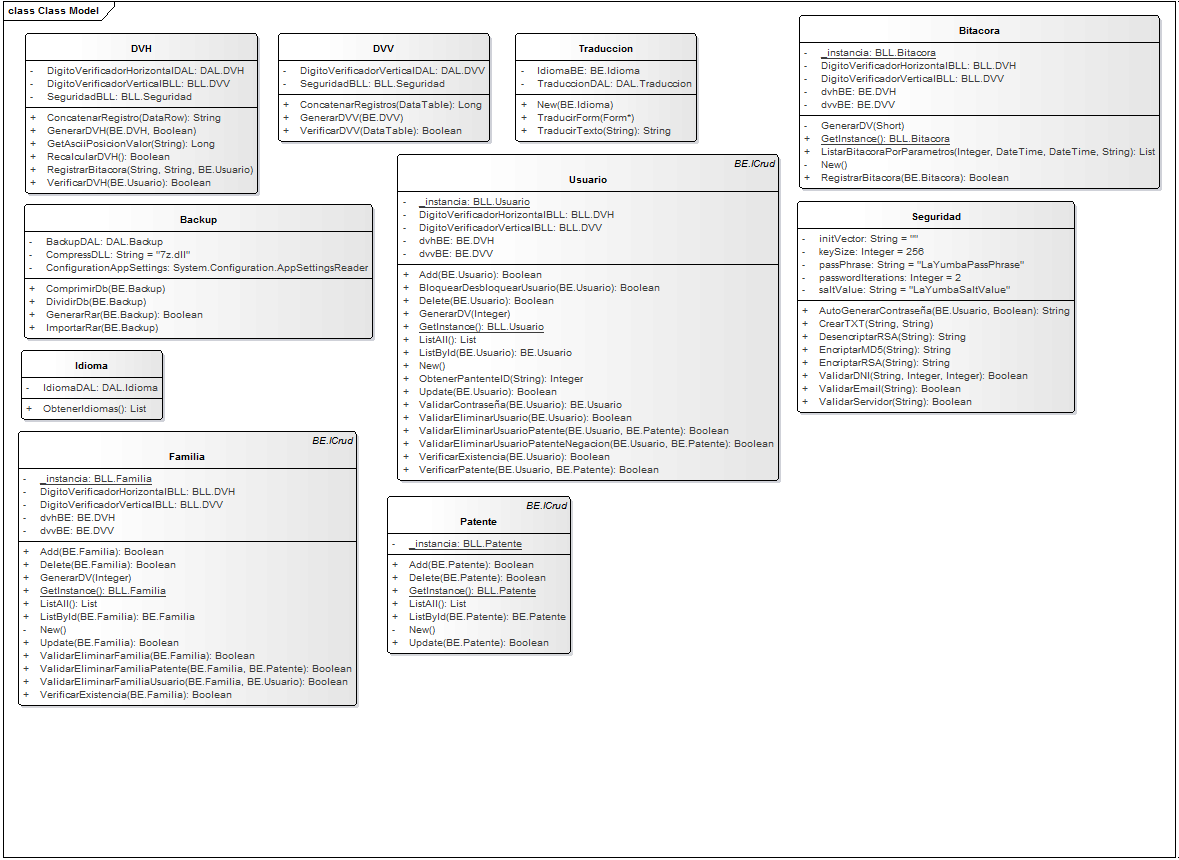 class Class Model
DVH
- DigitoVerificadorHorizontalDAL: DAL.DVH
- DigitoVerificadorVerticalBLL: BLL.DVV
- SeguridadBLL: BLL.Seguridad
+ ConcatenarRegistro(DataRow): String
+ GenerarDVH(BE.DVH, Boolean)
+ GetAsciiPosicionValor(String): Long
+ RecalcularDVH(): Boolean
+ RegistrarBitacora(String, String, BE.Usuario)
+ VerificarDVH(BE.Usuario): Boolean
DVV
- DigitoVerificadorVerticalDAL: DAL.DVV
- SeguridadBLL: BLL.Seguridad
+ ConcatenarRegistros(DataTable): Long
+ GenerarDVV(BE.DVV)
+ VerificarDVV(DataTable): Boolean
Traduccion
- IdiomaBE: BE.Idioma
- TraduccionDAL: DAL.Traduccion
+ New(BE.Idioma)
+ TraducirForm(Form*)
+ TraducirTexto(String): String
Bitacora
- _instancia: BLL.Bitacora
- DigitoVerificadorHorizontalBLL: BLL.DVH
- DigitoVerificadorVerticalBLL: BLL.DVV
- dvhBE: BE.DVH
- dvvBE: BE.DVV
- GenerarDV(Short)
+ GetInstance(): BLL.Bitacora
+ ListarBitacoraPorParametros(Integer, DateTime, DateTime, String): List
- New()
+ RegistrarBitacora(BE.Bitacora): Boolean
BE.ICrud
Usuario
- _instancia: BLL.Usuario
- DigitoVerificadorHorizontalBLL: BLL.DVH
- DigitoVerificadorVerticalBLL: BLL.DVV
- dvhBE: BE.DVH
- dvvBE: BE.DVV
+ Add(BE.Usuario): Boolean
+ BloquearDesbloquearUsuario(BE.Usuario): Boolean
+ Delete(BE.Usuario): Boolean
+ GenerarDV(Integer)
+ GetInstance(): BLL.Usuario
+ ListAll(): List
+ ListById(BE.Usuario): BE.Usuario
- New()
+ ObtenerPantenteID(String): Integer
+ Update(BE.Usuario): Boolean
+ ValidarContraseña(BE.Usuario): BE.Usuario
+ ValidarEliminarUsuario(BE.Usuario): Boolean
+ ValidarEliminarUsuarioPatente(BE.Usuario, BE.Patente): Boolean
+ ValidarEliminarUsuarioPatenteNegacion(BE.Usuario, BE.Patente): Boolean
+ VerificarExistencia(BE.Usuario): Boolean
+ VerificarPatente(BE.Usuario, BE.Patente): Boolean
Seguridad
- initVector: String = ""
- keySize: Integer = 256
- passPhrase: String = "LaYumbaPassPhrase"
- passwordIterations: Integer = 2
- saltValue: String = "LaYumbaSaltValue"
+ AutoGenerarContraseña(BE.Usuario, Boolean): String
+ CrearTXT(String, String)
+ DesencriptarRSA(String): String
+ EncriptarMD5(String): String
+ EncriptarRSA(String): String
+ ValidarDNI(String, Integer, Integer): Boolean
+ ValidarEmail(String): Boolean
+ ValidarServidor(String): Boolean
Backup
- BackupDAL: DAL.Backup
- CompressDLL: String = "7z.dll"
- ConfigurationAppSettings: System.Configuration.AppSettingsReader
+ ComprimirDb(BE.Backup)
+ DividirDb(BE.Backup)
+ GenerarRar(BE.Backup): Boolean
+ ImportarRar(BE.Backup)
Idioma
- IdiomaDAL: DAL.Idioma
+ ObtenerIdiomas(): List
BE.ICrud
Familia
- _instancia: BLL.Familia
- DigitoVerificadorHorizontalBLL: BLL.DVH
- DigitoVerificadorVerticalBLL: BLL.DVV
- dvhBE: BE.DVH
- dvvBE: BE.DVV
+ Add(BE.Familia): Boolean
+ Delete(BE.Familia): Boolean
+ GenerarDV(Integer)
+ GetInstance(): BLL.Familia
+ ListAll(): List
+ ListById(BE.Familia): BE.Familia
- New()
+ Update(BE.Familia): Boolean
+ ValidarEliminarFamilia(BE.Familia): Boolean
+ ValidarEliminarFamiliaPatente(BE.Familia, BE.Patente): Boolean
+ ValidarEliminarFamiliaUsuario(BE.Familia, BE.Usuario): Boolean
+ VerificarExistencia(BE.Familia): Boolean
BE.ICrud
Patente
- _instancia: BLL.Patente
+ Add(BE.Patente): Boolean
+ Delete(BE.Patente): Boolean
+ GetInstance(): BLL.Patente
+ ListAll(): List
+ ListById(BE.Patente): BE.Patente
- New()
+ Update(BE.Patente): Boolean